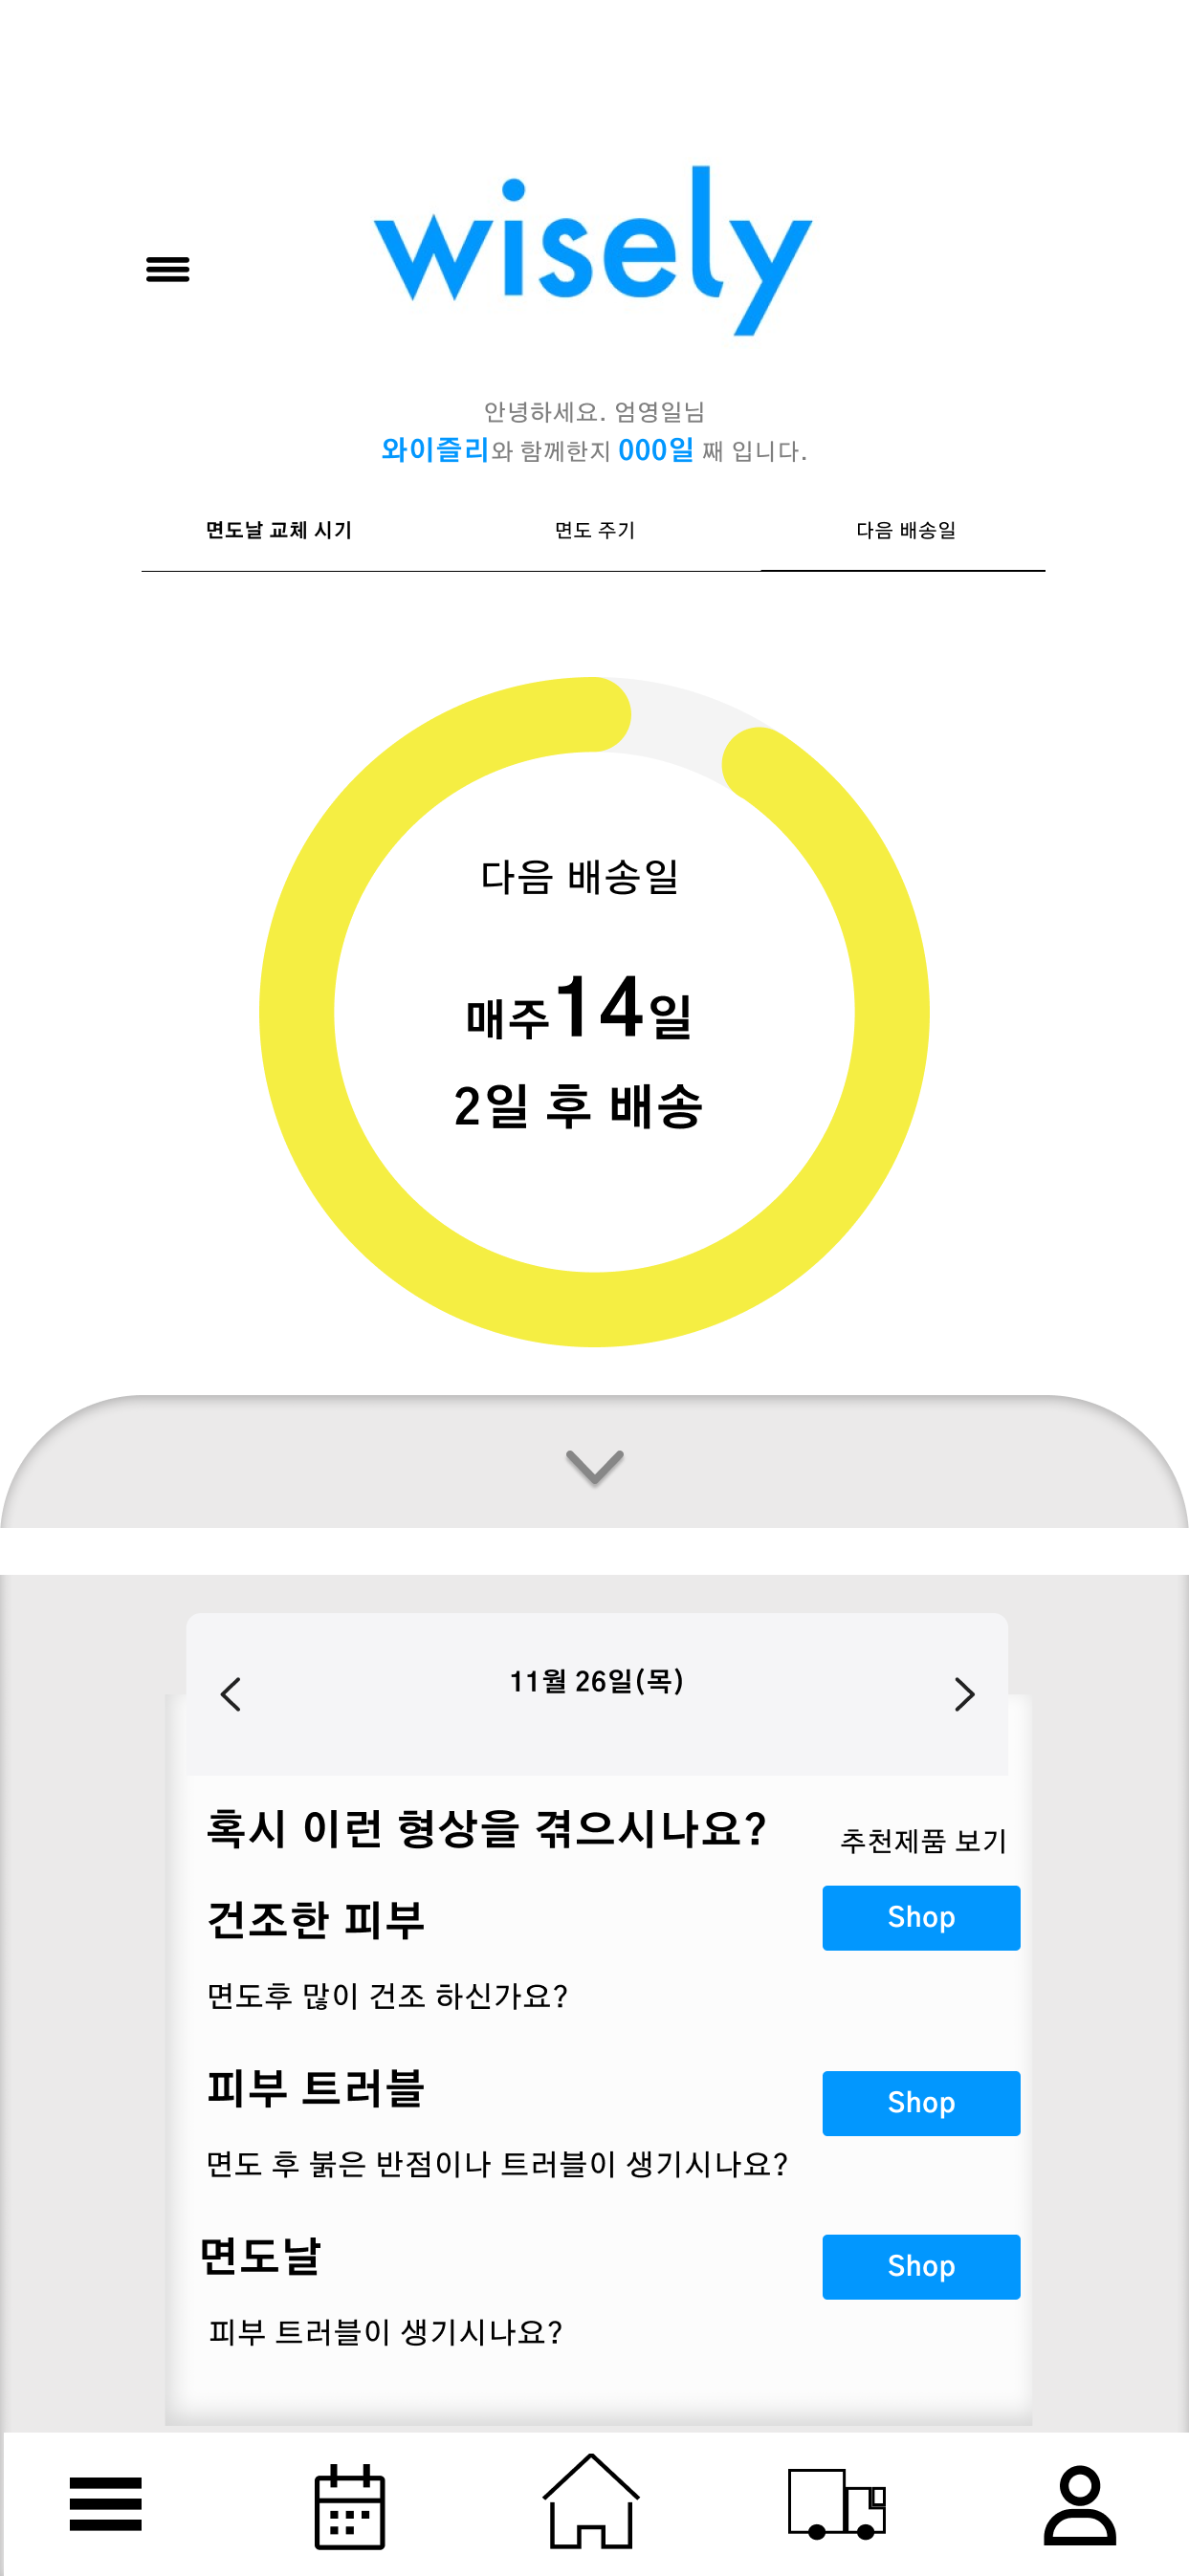 wisely
안녕하세요. 엄영일님
와이즐리와 함께한지 000일 째 입니다.
면도날 교체 시기
면도 주기
다음 배송일
다음 배송일
매주14일
2일 후 배송
11월 26일(목)
혹시 이런 형상을 겪으시나요?
추천제품 보기
건조한 피부
Shop
면도후 많이 건조 하신가요?
피부 트러블
Shop
면도 후 붉은 반점이나 트러블이 생기시나요?
면도날
Shop
피부 트러블이 생기시나요?